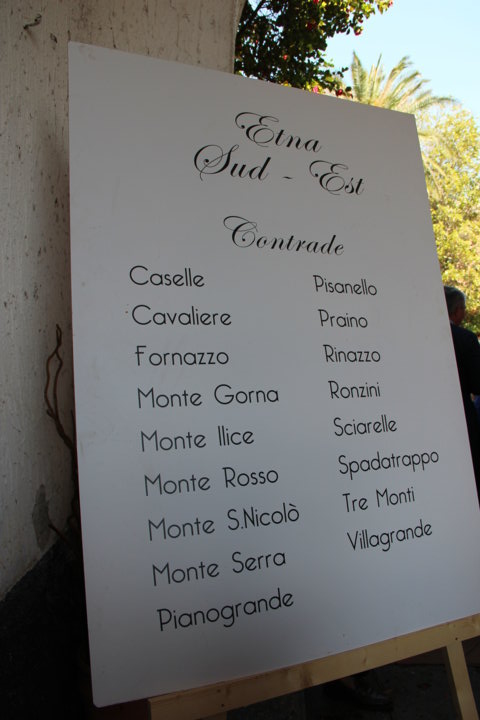 Etna
Sud - Est
Contrade
Caselle
Cavaliere
Fornazzo
Monte Gorna
Monte Ilice
Monte Rosso
Monte S.Nicolò
Monte Serra
Pianogrande
Pisanello
Praino
Rinazzo
Ronzini
Sciarelle
Spadatrappo
Tre Monti
Villagrande